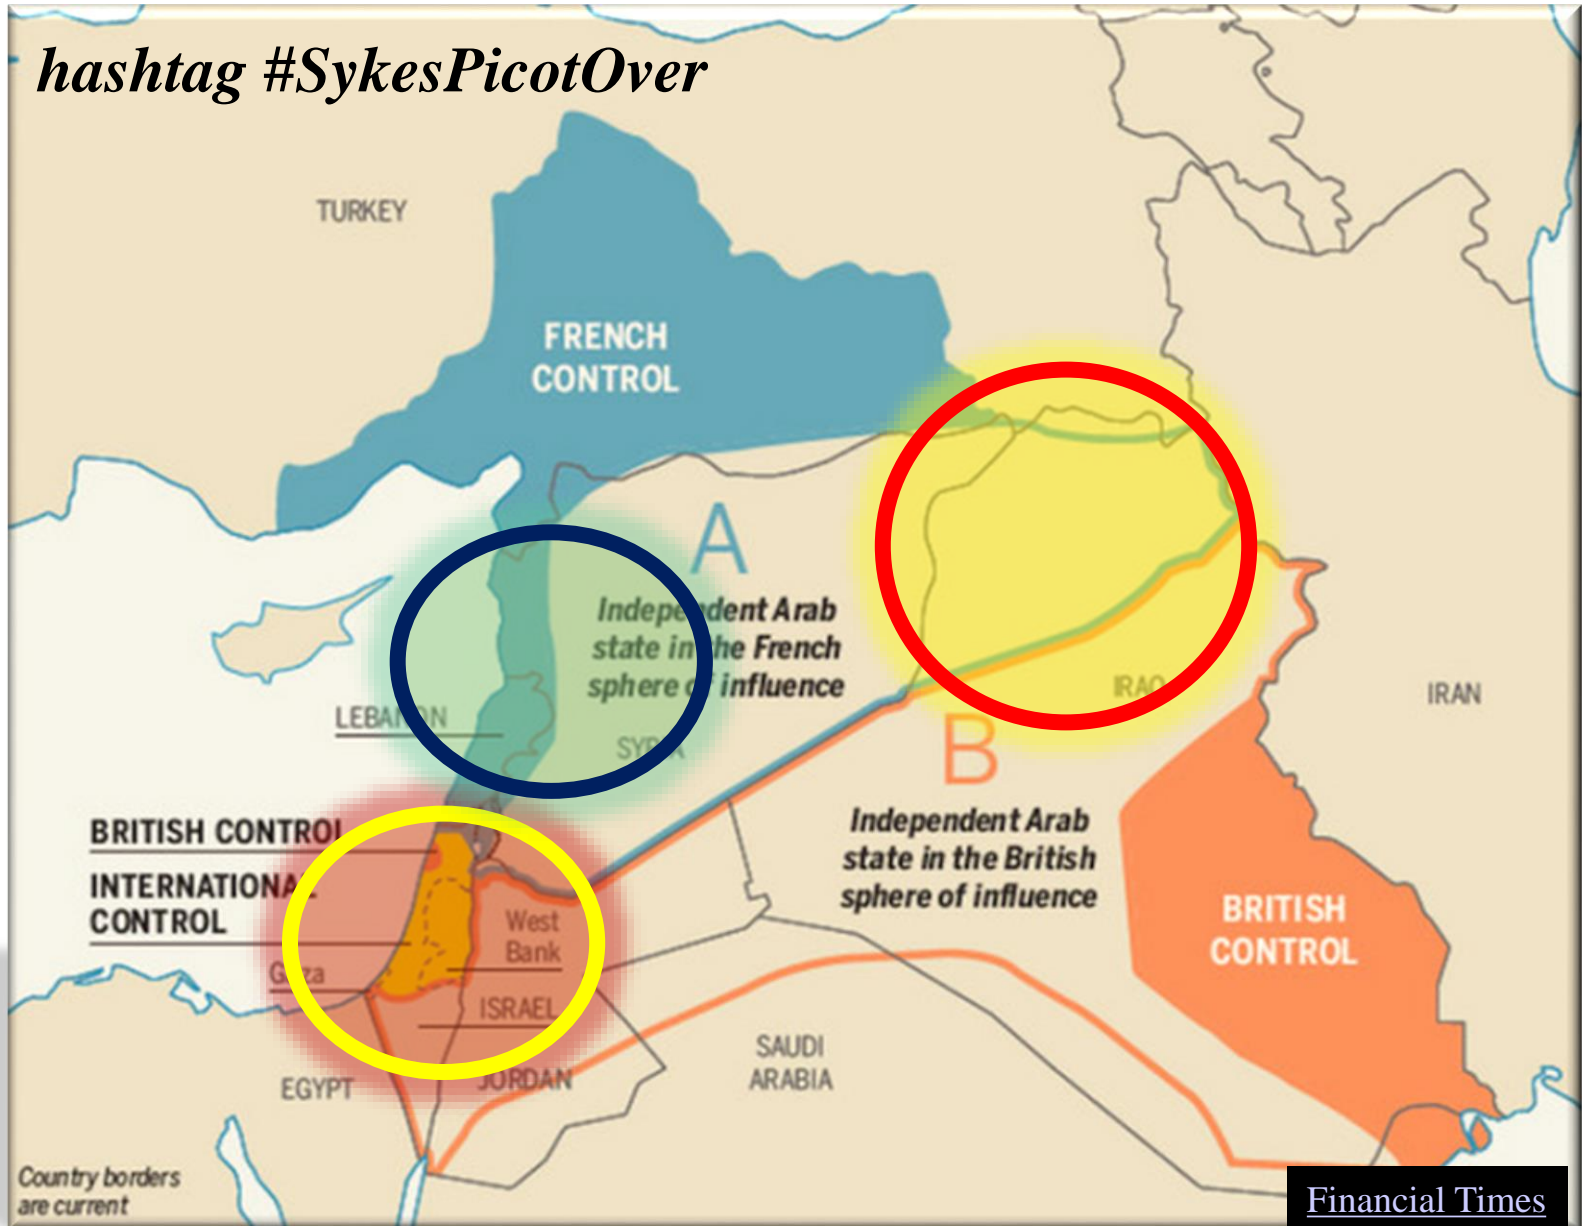 hashtag #SykesPicotOver
TURKEY
FRENCH
CONTROL
A
Independent Arab
state in the French
sphere of influence
LEBANON
SYRIA
IRAQ
IRAN
B
Independent Arab
state in the British
sphere of influence
BRITISH CONTROL
INTERNATIONAL
CONTROL
Gaza
West
Bank
ISRAEL
BRITISH
CONTROL
EGYPT
JORDAN
SAUDI
ARABIA
Country borders
are current
Financial Times